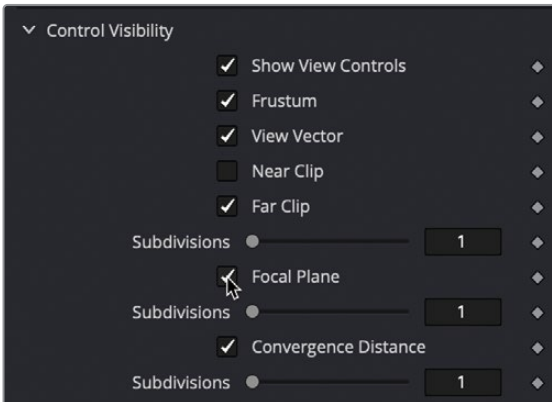 Control Visibility
Show View Controls
Frustum
View Vector
Near Clip
Far Clip
Subdivisions 1
Focal Plane
Subdivisions 1
Convergence Distance
Subdivisions 1